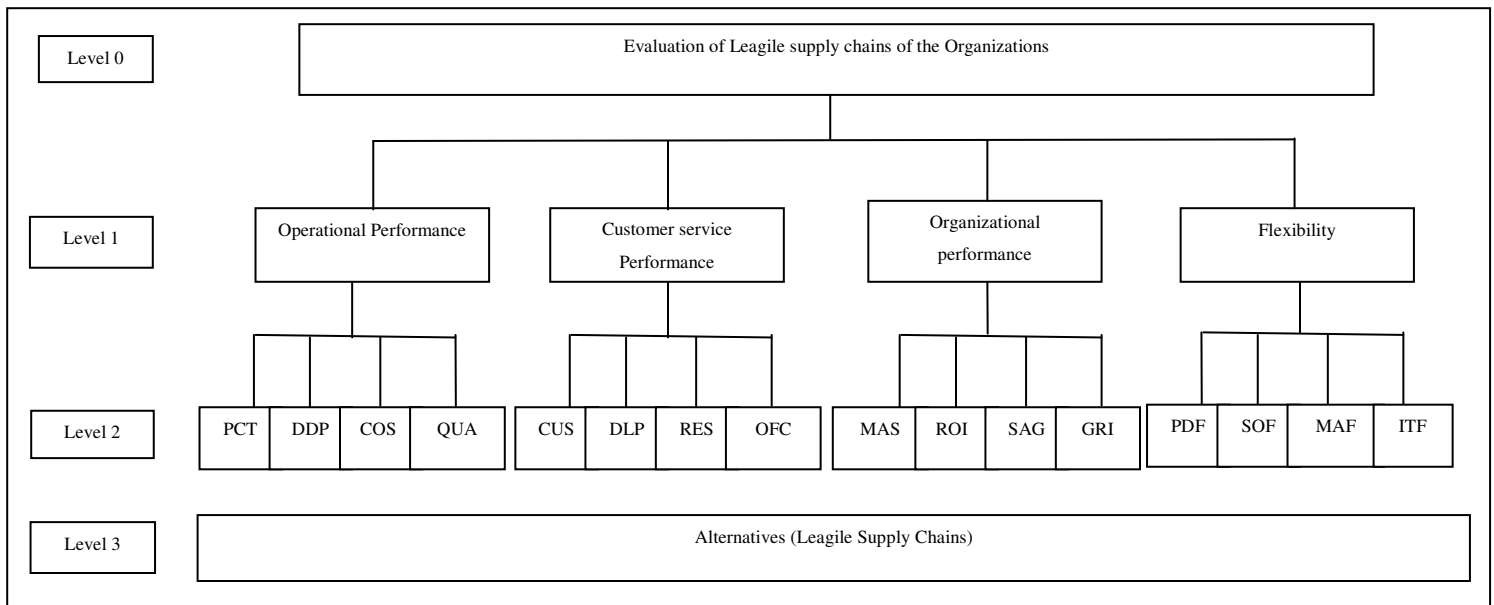 Level 0
Evaluation of Leagile supply chains of the Organizations
Level 1
Operational Performance
Customer service
Performance
Organizational
performance
Flexibility
Level 2
PCT DDP COS QUA CUS DLP RES OFC MAS ROI SAG GRI PDF SOF MAF ITF
Level 3
Alternatives (Leagile Supply Chains)